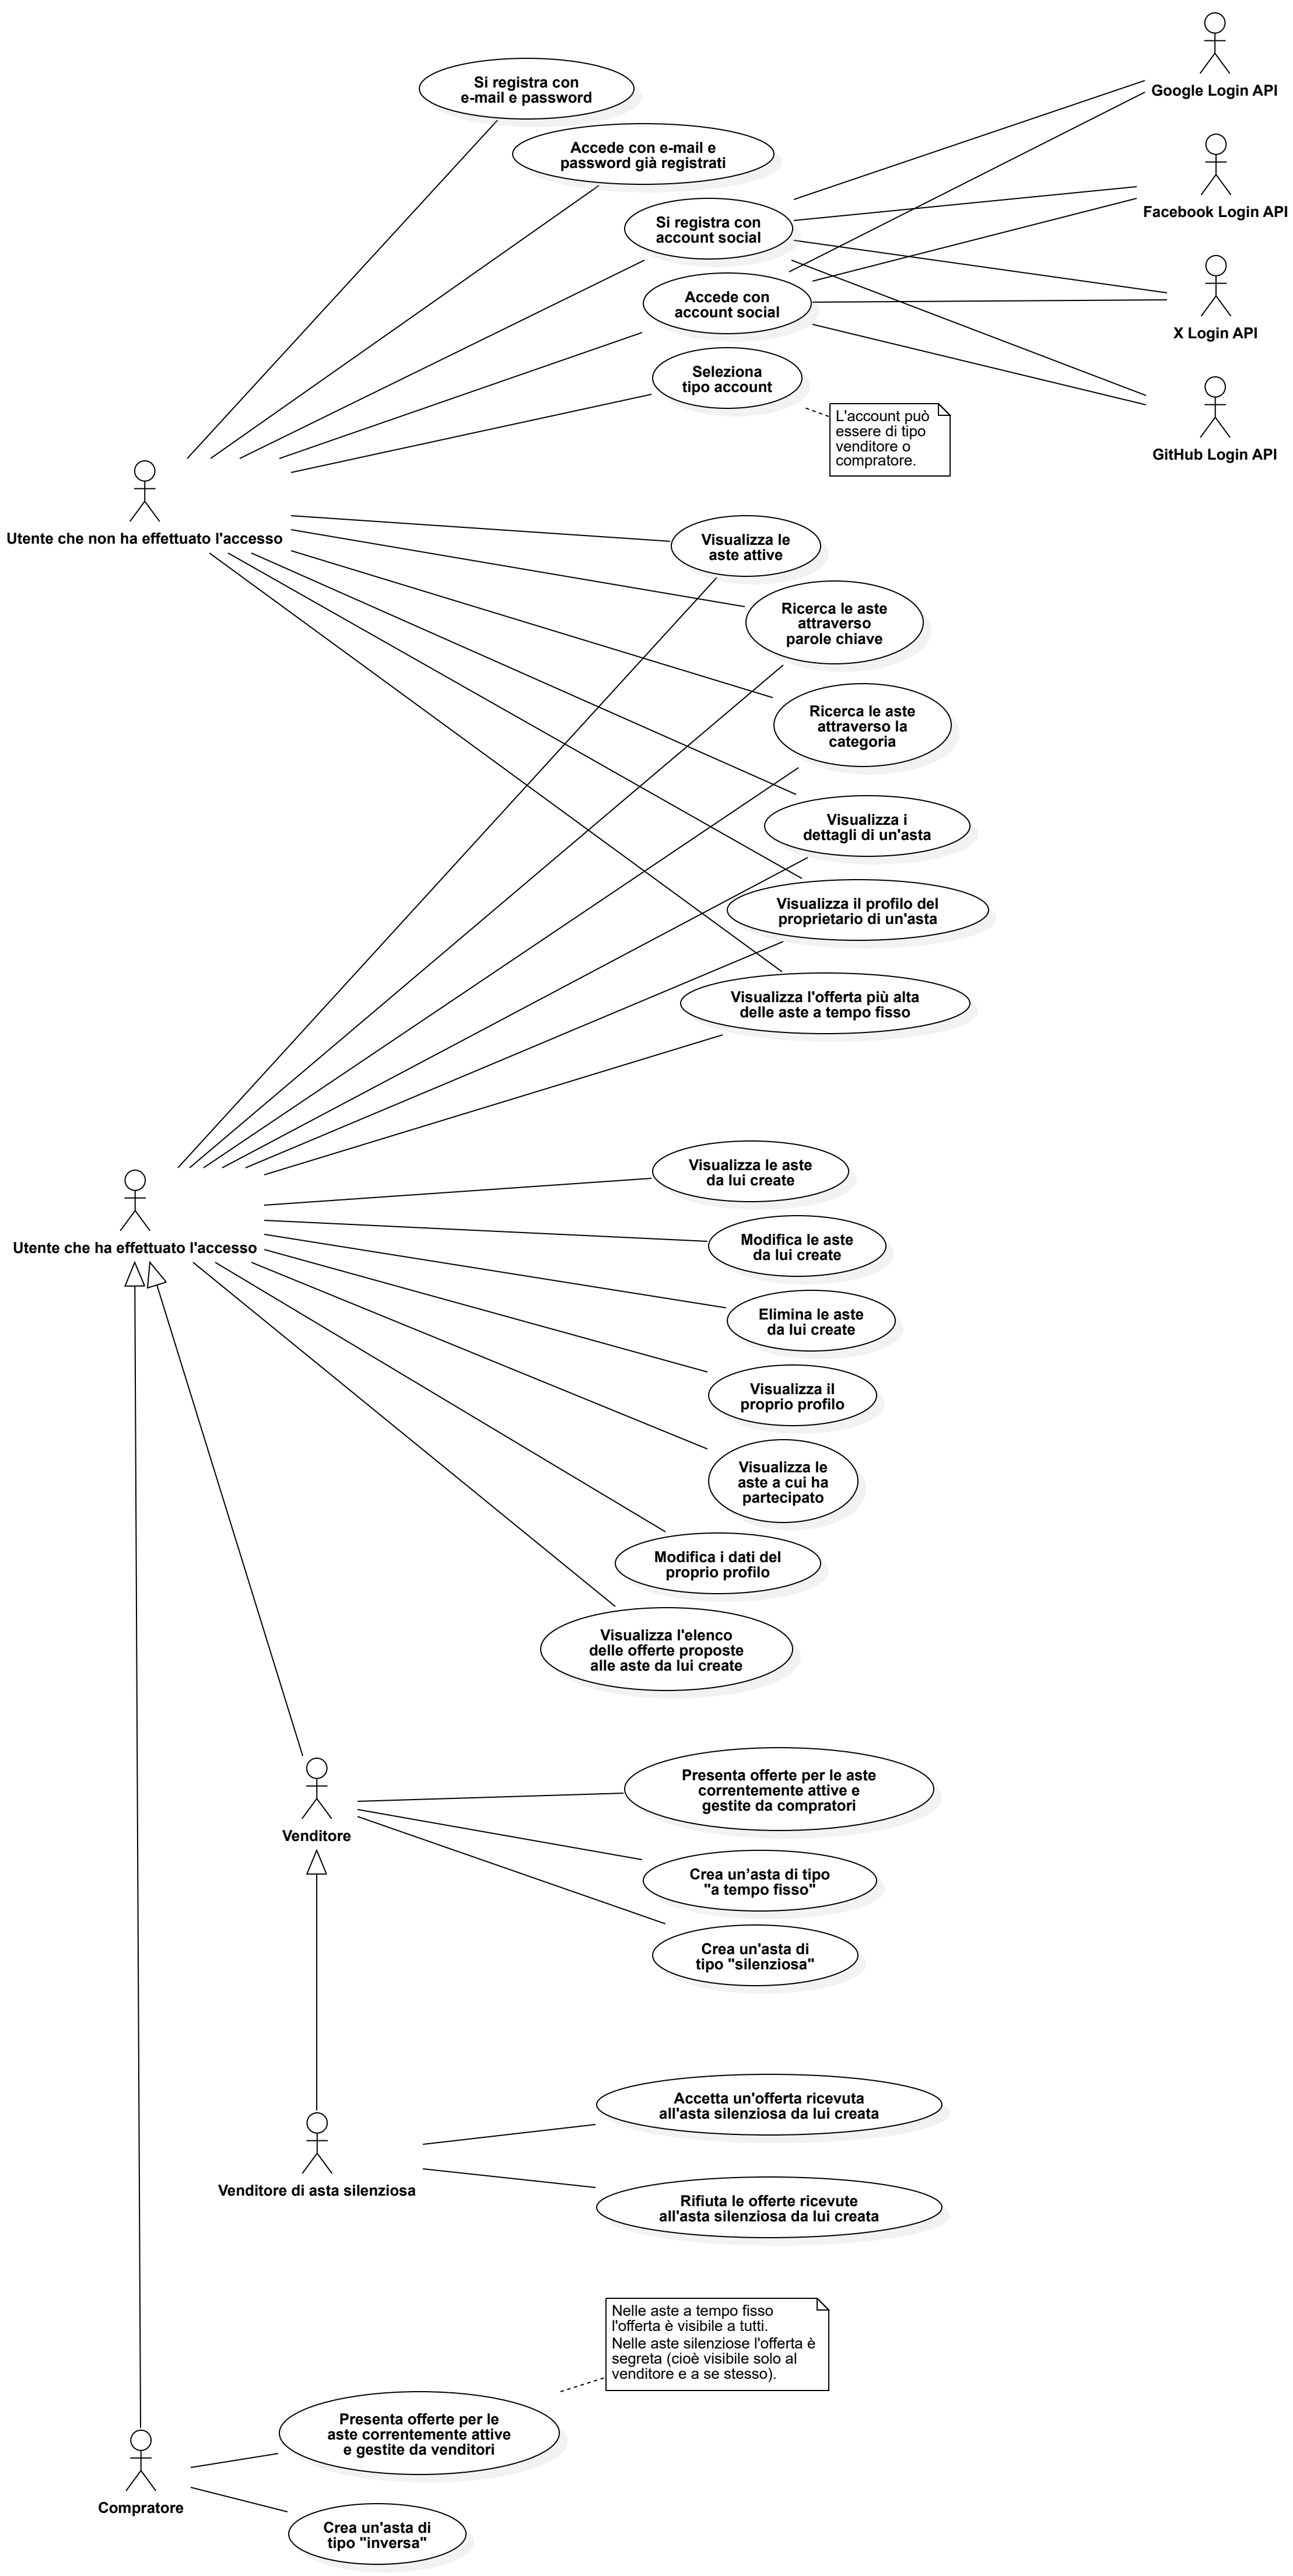 Google Login API
Si registra con
e-mail e password
Accede con e-mail e
password già registrati
Facebook Login API
Si registra con
account social
Accede con
account social
X Login API
Seleziona
tipo account
L'account può
essere di tipo
venditore o
compratore.
GitHub Login API
Utente che non ha effettuato l'accesso
Visualizza le
aste attive
Ricerca le aste
attraverso
parole chiave
Ricerca le aste
attraverso la
categoria
Visualizza i
dettagli di un'asta
Visualizza il profilo del
proprietario di un'asta
Visualizza l'offerta più alta
delle aste a tempo fisso
Utente che ha effettuato l'accesso
Visualizza le aste
da lui create
Modifica le aste
da lui create
Elimina le aste
da lui create
Visualizza il
proprio profilo
Visualizza le
aste a cui ha
partecipato
Modifica i dati del
proprio profilo
Visualizza l'elenco
delle offerte proposte
alle aste da lui create
Venditore
Presenta offerte per le aste
correntemente attive e
gestite da compratori
Crea un’asta di tipo
"a tempo fisso"
Crea un'asta di
tipo "silenziosa"
Venditore di asta silenziosa
Accetta un'offerta ricevuta
all'asta silenziosa da lui creata
Rifiuta le offerte ricevute
all'asta silenziosa da lui creata
Nelle aste a tempo fisso
l'offerta è visibile a tutti.
Nelle aste silenziose l'offerta è
segreta (cioè visibile solo al
venditore e a se stesso).
Presenta offerte per le
aste correntemente attive
e gestite da venditori
Compratore
Crea un'asta di
tipo "inversa"